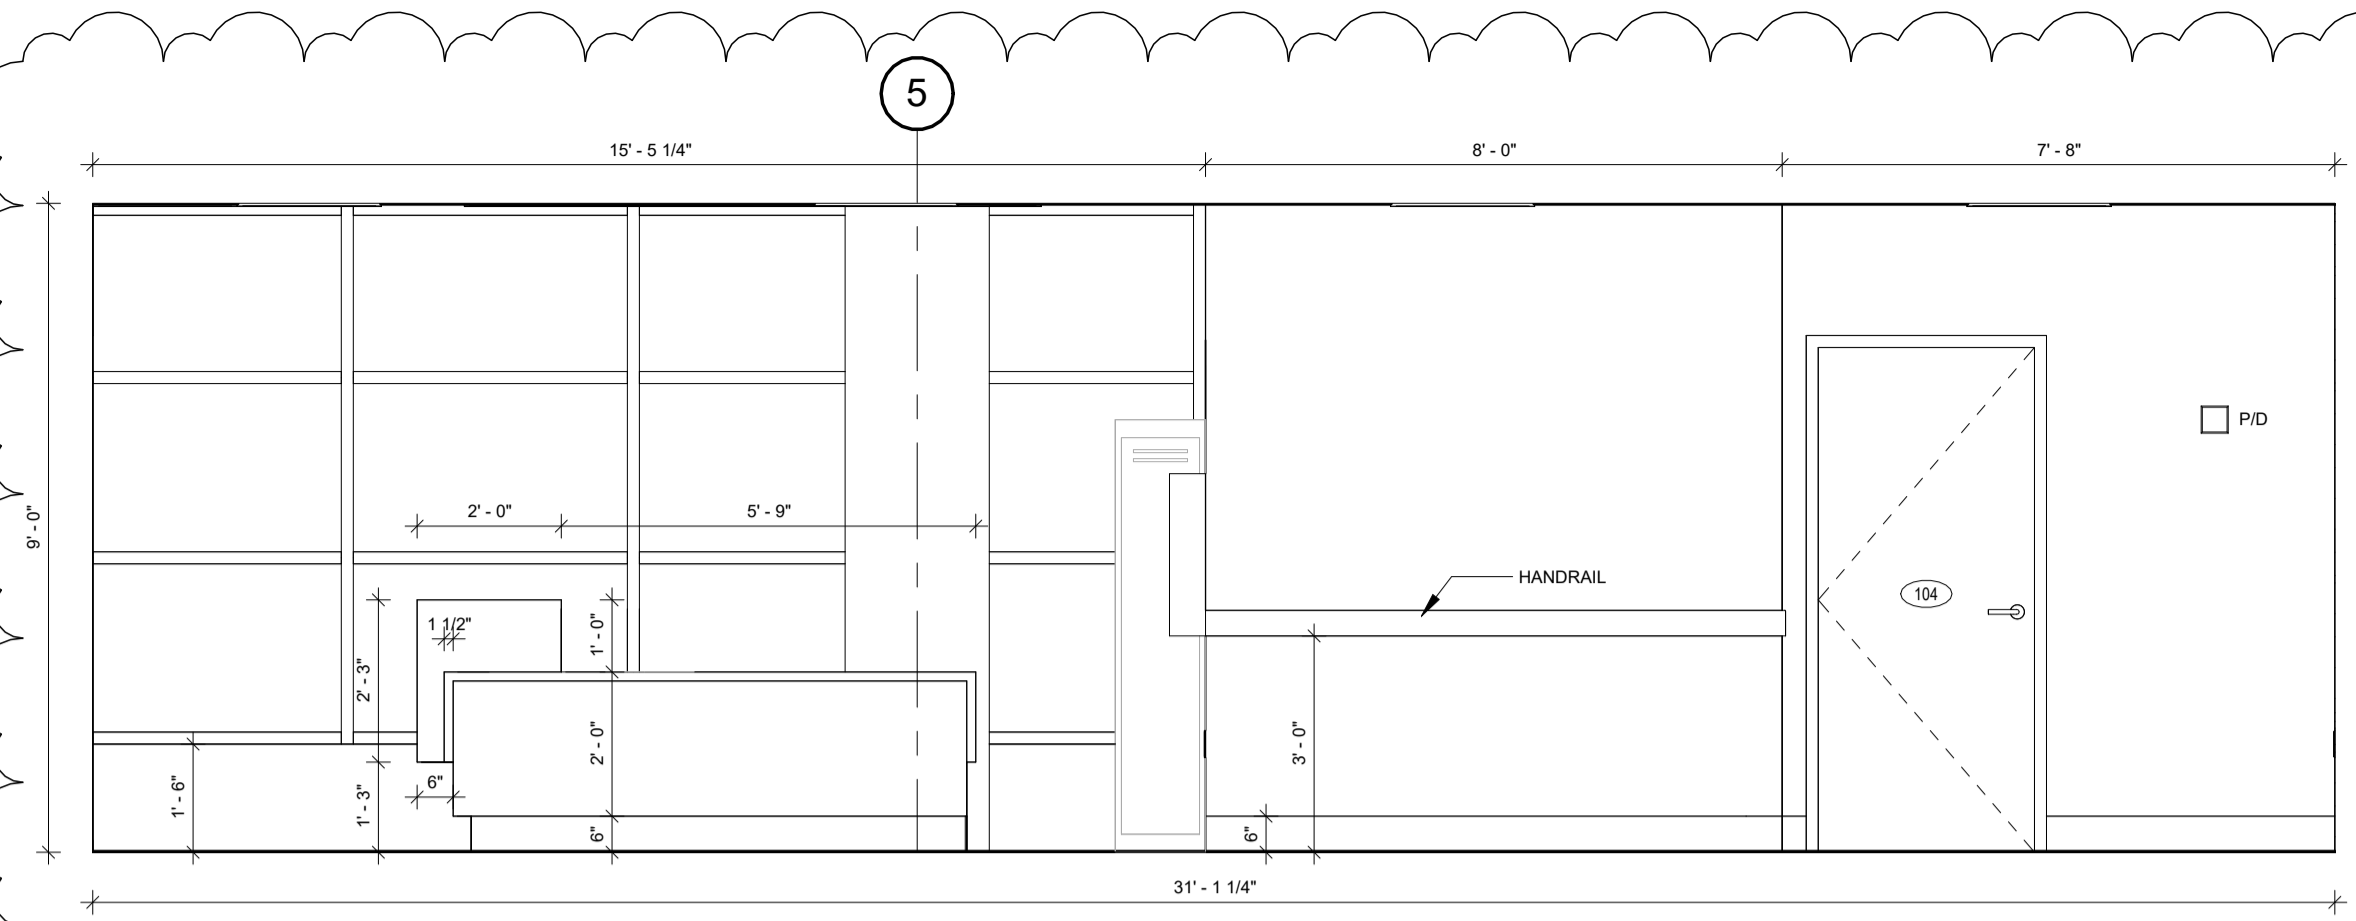 5
15' - 5 1/4"
8' - 0"
7' - 8"
P/D
9' - 0"
2' - 0"
5' - 9"
HANDRAIL
104
1 1/2"
1' - 0"
2' - 3"
2' - 0"
3' - 0"
1' - 6"
1' - 3"
6"
6"
6"
31' - 1 1/4"